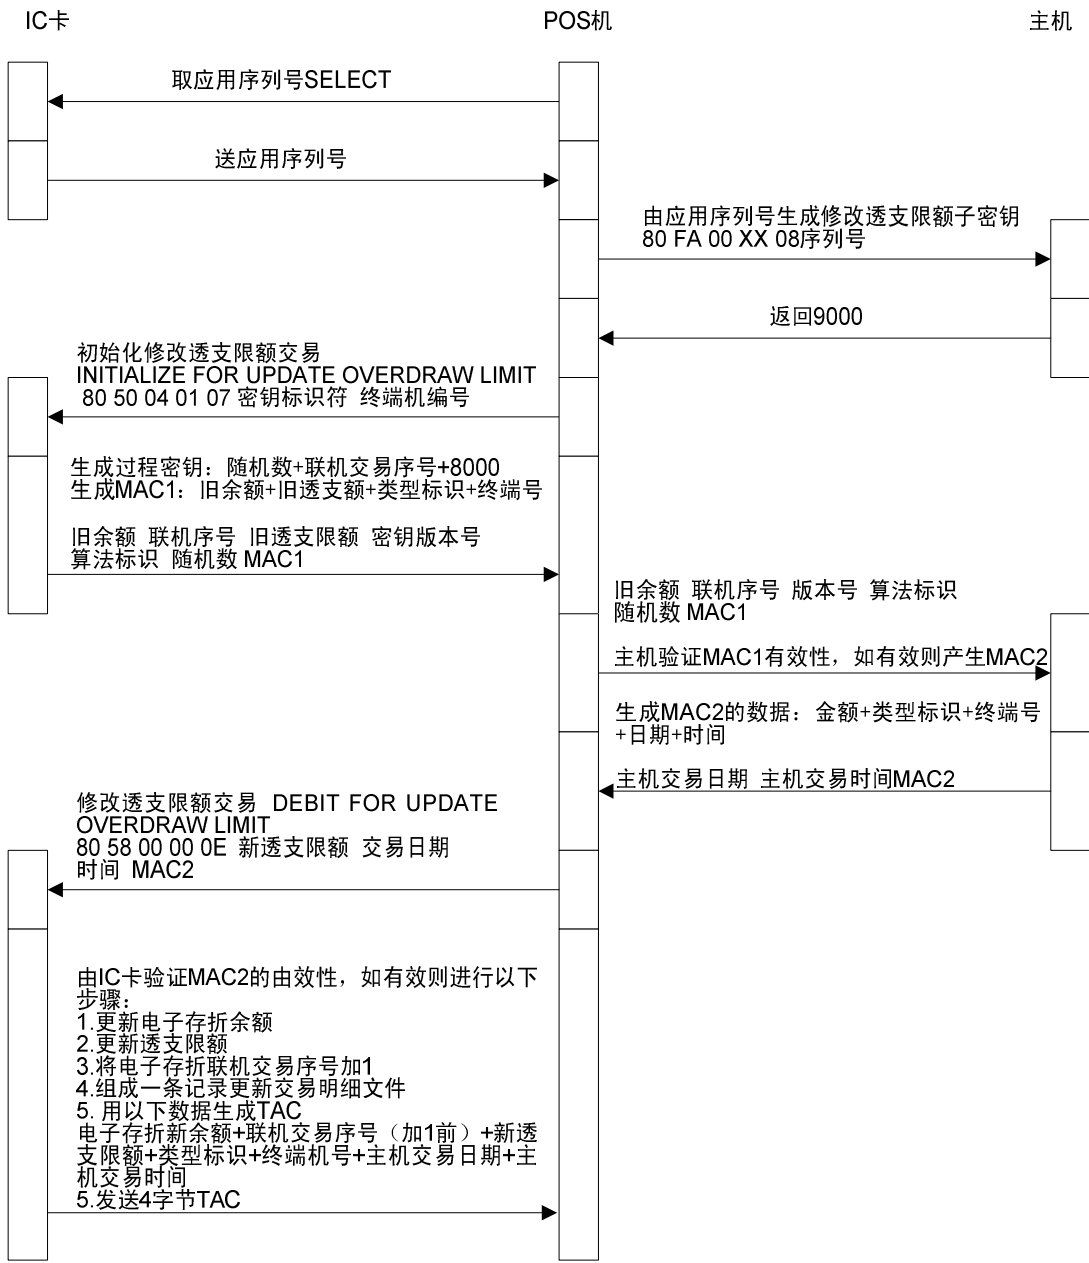 IC卡
POS机
主机
取应用序列号SELECT
送应用序列号
由应用序列号生成修改透支限额子密钥
80 FA 00 XX 08序列号
返回9000
初始化修改透支限额交易
INITIALIZE FOR UPDATE OVERDRAW LIMIT
80 50 04 01 07 密钥标识符 终端机编号
生成过程密钥：随机数+联机交易序号+8000
生成MAC1：旧余额+旧透支额+类型标识+终端号
旧余额 联机序号 旧透支限额 密钥版本号
算法标识 随机数 MAC1
旧余额 联机序号 版本号 算法标识
随机数 MAC1
主机验证MAC1有效性，如有效则产生MAC2
生成MAC2的数据：金额+类型标识+终端号
+日期+时间
主机交易日期 主机交易时间MAC2
修改透支限额交易 DEBIT FOR UPDATE
OVERDRAW LIMIT
80 58 00 00 0E 新透支限额 交易日期
时间 MAC2
由IC卡验证MAC2的由效性，如有效则进行以下
步骤：
1.更新电子存折余额
2.更新透支限额
3.将电子存折联机交易序号加1
4.组成一条记录更新交易明细文件
5. 用以下数据生成TAC
电子存折新余额+联机交易序号（加1前）+新透
支限额+类型标识+终端机号+主机交易日期+主
机交易时间
5.发送4字节TAC